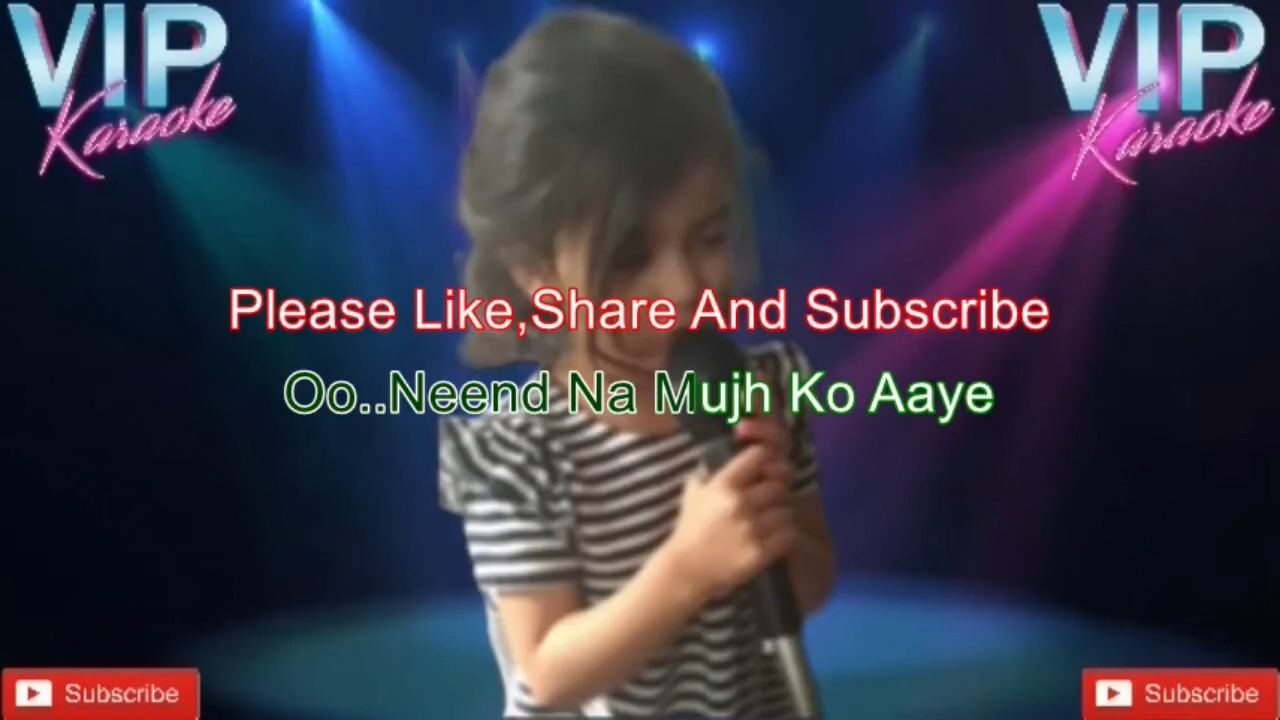 VIP
Karaoke
VIP
Karaoke
Please Like,Share And Subscribe
Oo..Neend Na Mujh Ko Aaye
Subscribe
Subscribe